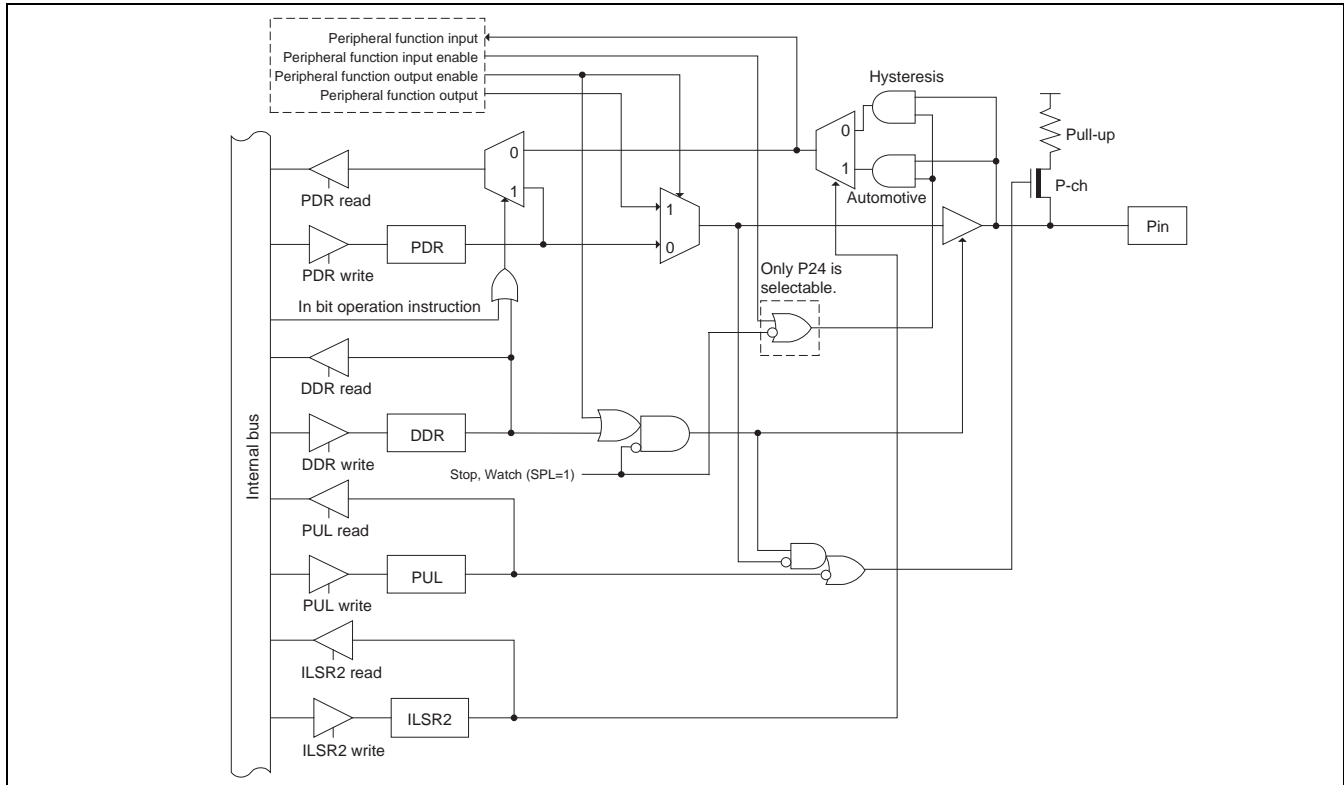 Peripheral function input
Peripheral function input enable
Peripheral function output enable
Peripheral function output
Hysteresis
Pull-up
0
1
P-ch
Automotive
0
1
PDR read
1
0
Pin
PDR
PDR write
Only P24 is
selectable.
In bit operation instruction
DDR read
DDR
DDR write
Stop, Watch (SPL=1)
Internal bus
PUL read
PUL
PUL write
ILSR2 read
ILSR2
ILSR2 write